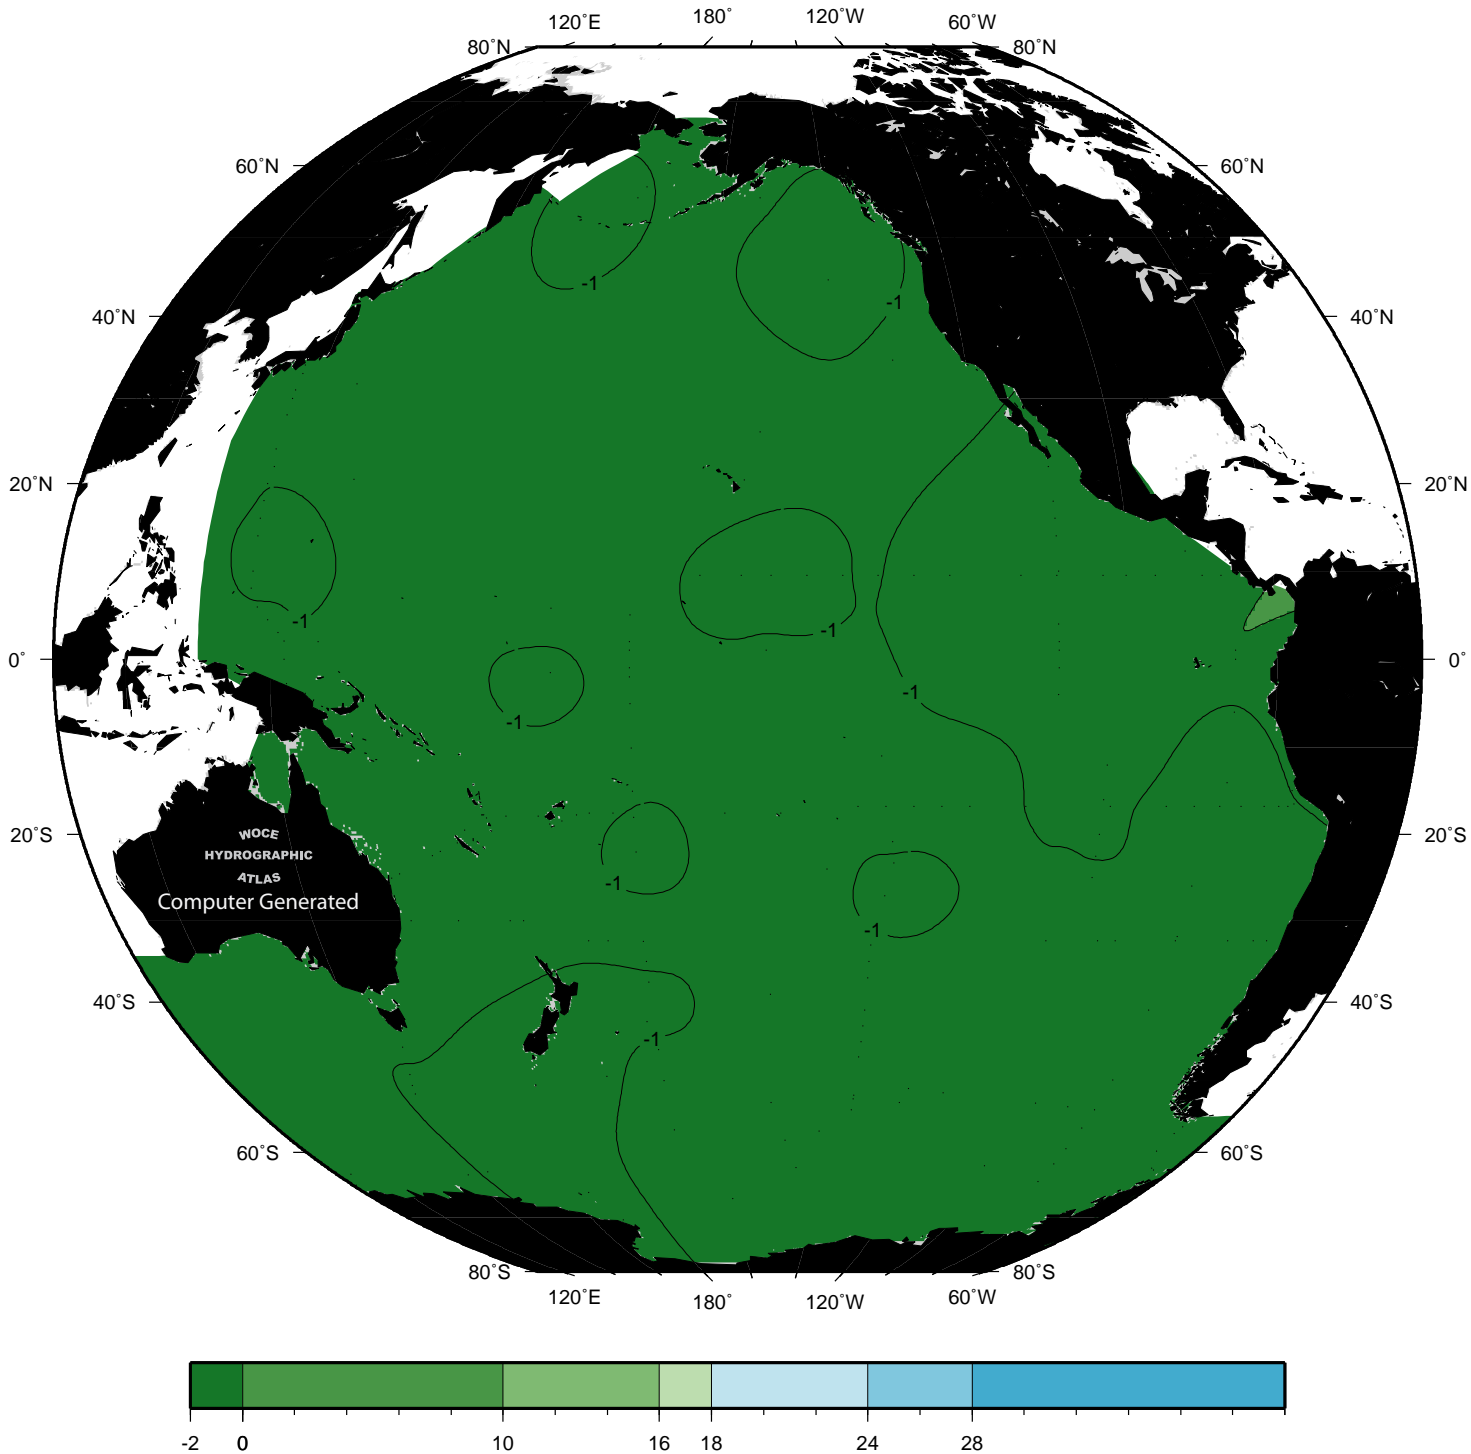 120˚E 180˚ 120˚W 60˚W
80˚N 80˚N
60˚N 60˚N
40˚N 40˚N
20˚N 20˚N
0˚ 0˚
20˚S 20˚S
40˚S 40˚S
60˚S 60˚S
80˚S 80˚S
120˚E 180˚ 120˚W 60˚W
-1
-1
-1
-1
-1
-1
-1
-1
-1
WOCE
HYDROGRAPHIC
ATLAS
Computer Generated
-2 0 10 16 18 24 28